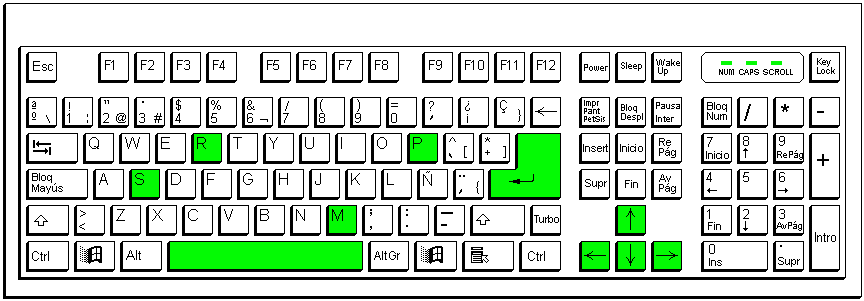 Esc F1 F2 F3 F4 F5 F6 F7 F8 F9 F10 F11 F12 Power Sleep Wake Up NUM CAPS SCROLL Key Lock
ª º \ ! 1 ¦ " 2 @ · 3 # $ 4 % 5 & 6 ¬ / 7 ( 8 ) 9 = 0 ? ' ¿ ¡ Ç } ← Impr Pant PetSis Bloq Despl Pausa Inter Bloq Num / * -
Q W E R T Y U I O P ^ ` [ * + ] Insert Inicio Re Pág 7 Inicio 8 ↑ 9 RePág +
Bloq Mayús A S D F G H J K L Ñ ¨ ´ { Supr Fin Av Pág 4 ← 5 6 →
> < Z X C V B N M ; , : . _ - Turbo ↑ 1 Fin 2 ↓ 3 AvPág Intro
Ctrl Alt AltGr Ctrl ← ↓ → 0 Ins . Supr